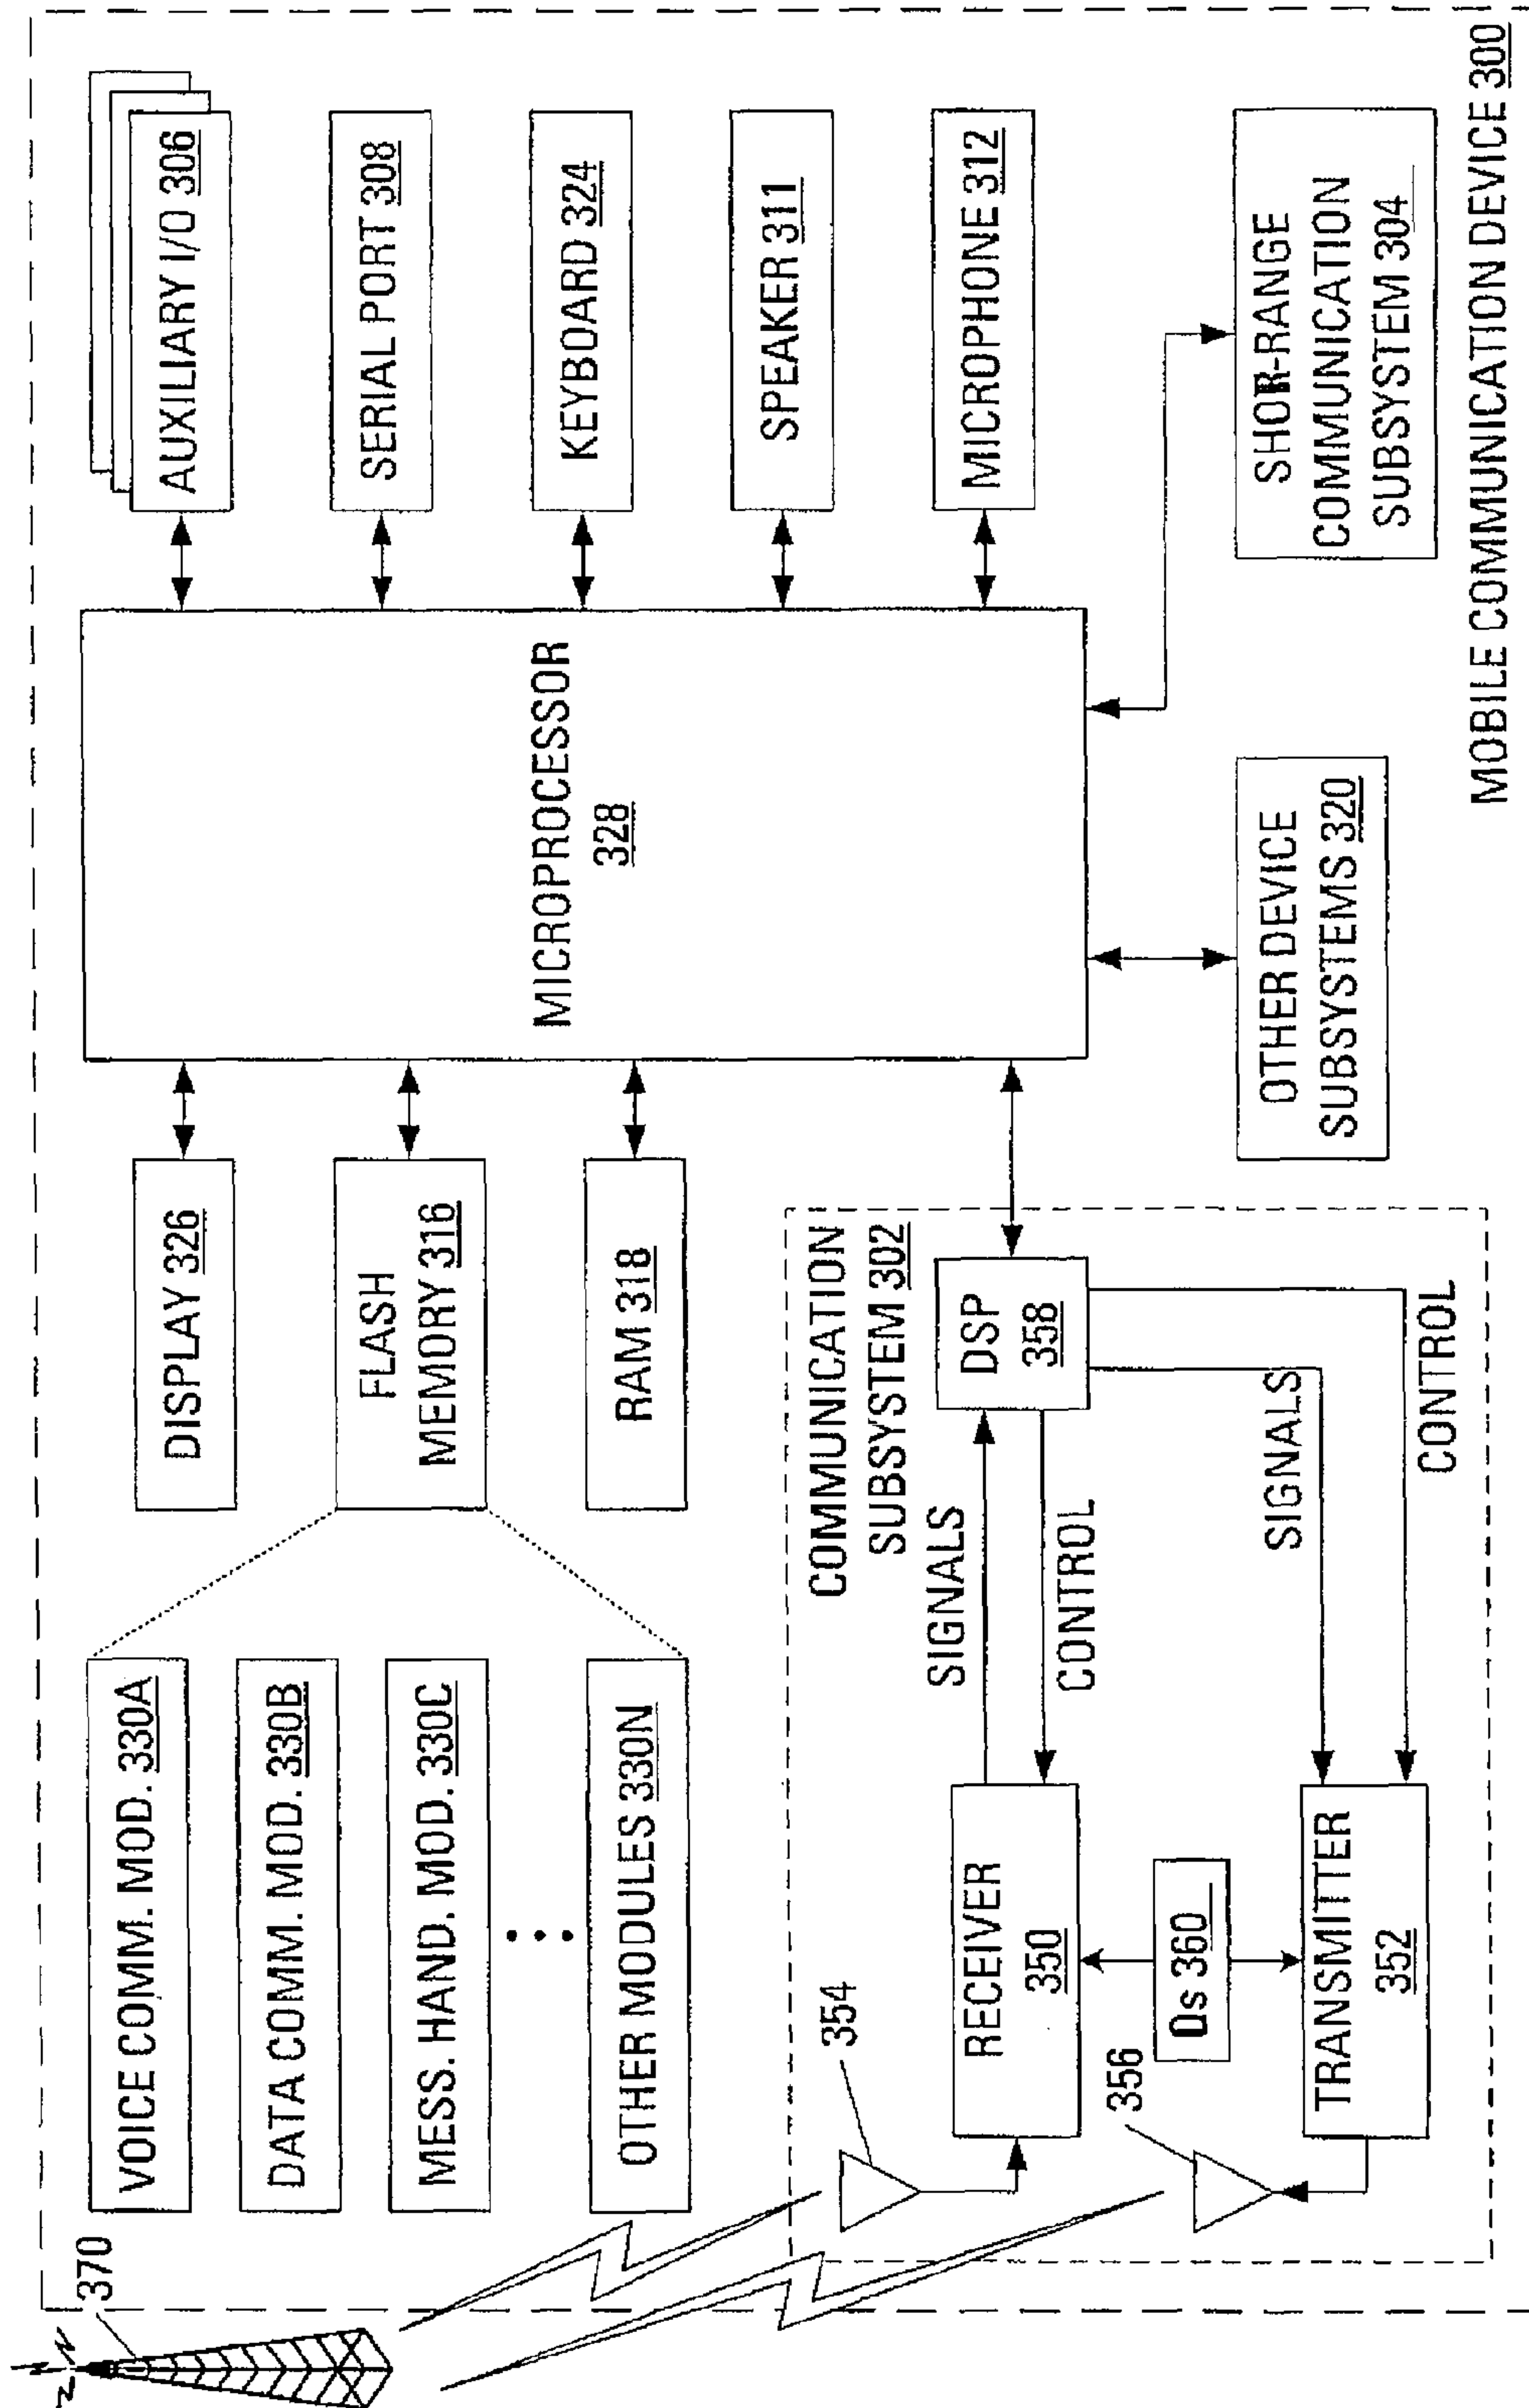 370
VOICE COMM. MOD. 330A
DATA COMM. MOD. 330B
MESS. HAND. MOD. 330C
OTHER MODULES 330N
DISPLAY 326
FLASH
MEMORY 316
RAM 318
MICROPROCESSOR
328
AUXILIARY I/O 306
SERIAL PORT 308
KEYBOARD 324
SPEAKER 311
MICROPHONE 312
COMMUNICATION
SUBSYSTEM 302
354
RECEIVER
350
SIGNALS
CONTROL
DSP
358
Os 360
356
TRANSMITTER
352
SIGNALS
CONTROL
OTHER DEVICE
SUBSYSTEMS 320
SHOR-RANGE
COMMUNICATION
SUBSYSTEM 304
MOBILE COMMUNICATION DEVICE 300